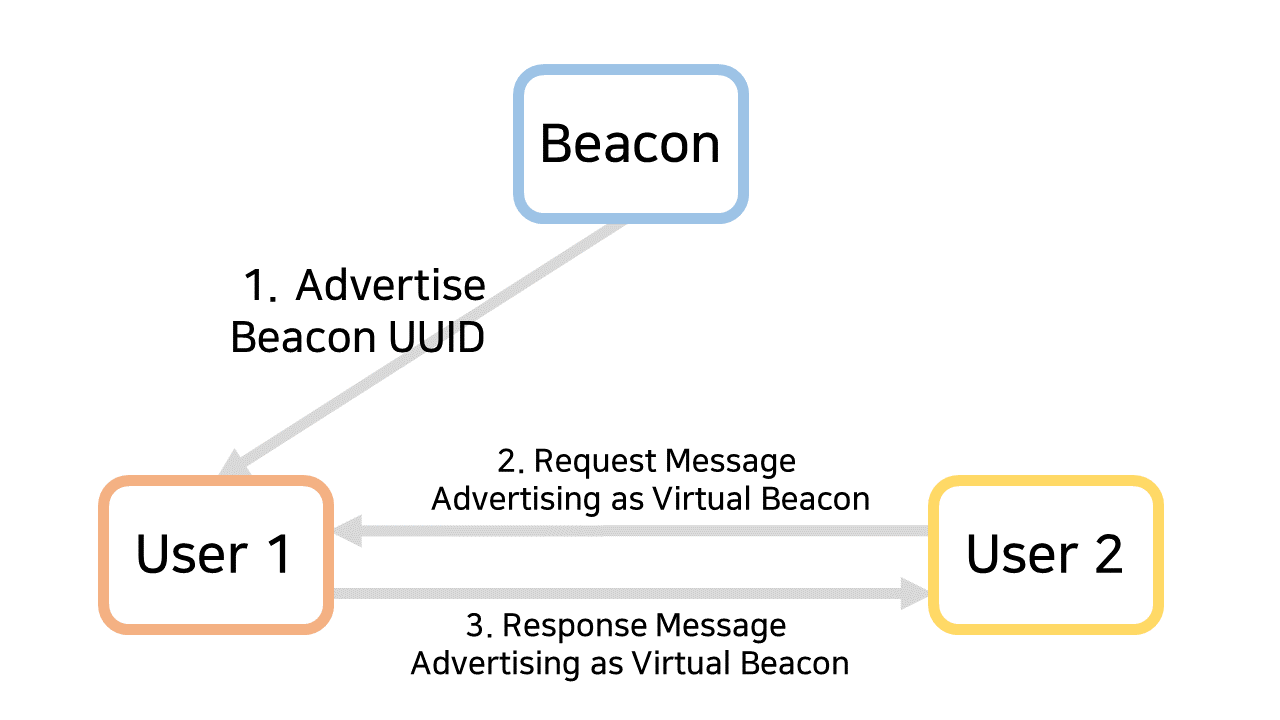 Beacon
1. Advertise
Beacon UUID
2. Request Message
Advertising as Virtual Beacon
User 1
User 2
3. Response Message
Advertising as Virtual Beacon